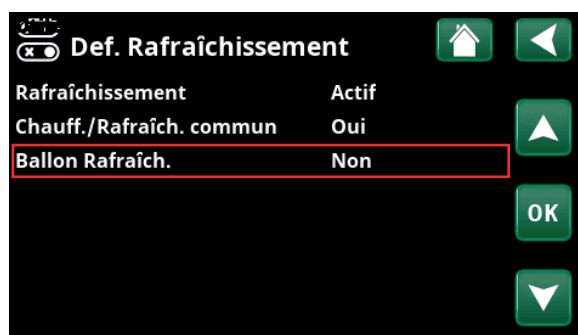 Def. Rafraîchissement
Rafraîchissement Actif
Chauff./Rafraîch. commun Oui
Ballon Rafraîch. Non
OK